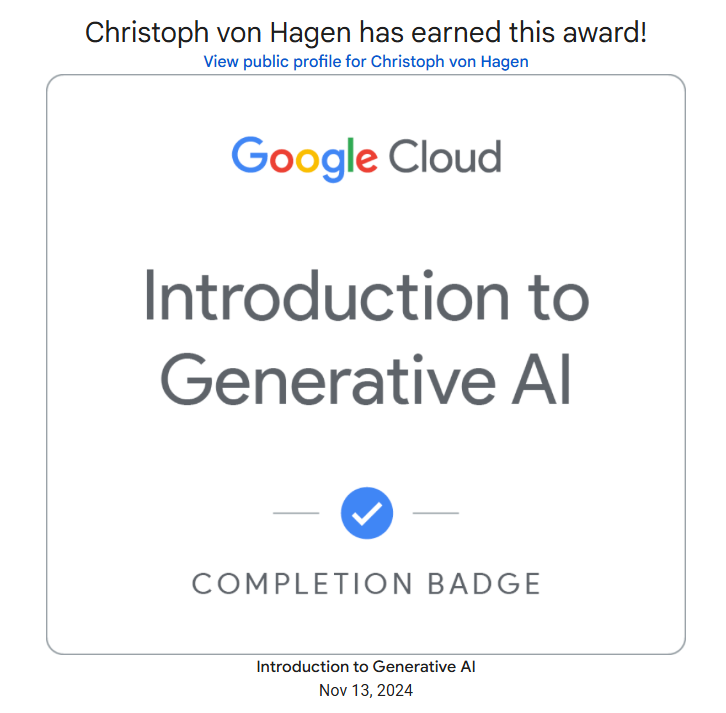 Christoph von Hagen has earned this award!
View public profile for Christoph von Hagen
Google Cloud
Introduction to
Generative AI
COMPLETION BADGE
Introduction to Generative AI
Nov 13, 2024